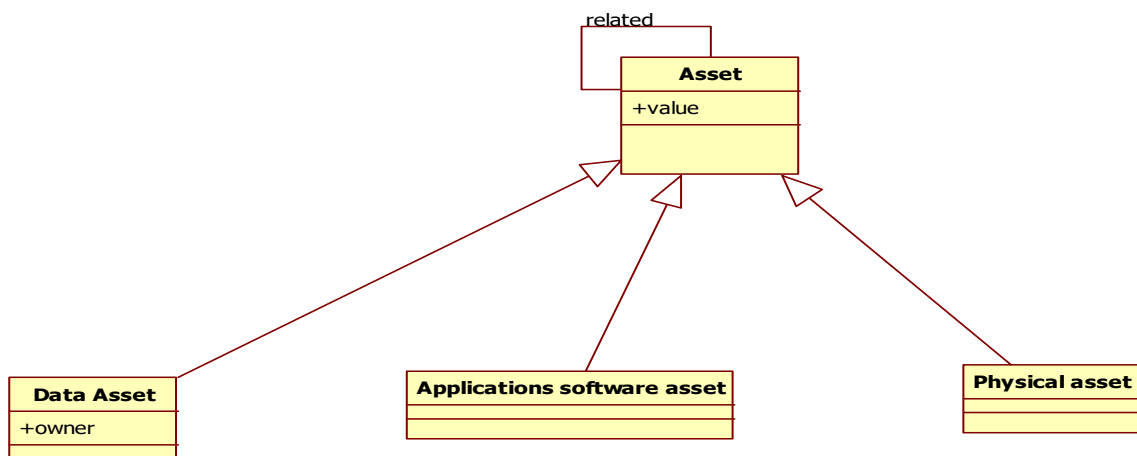 related
Asset
+value
Data Asset
+owner
Applications software asset
Physical asset